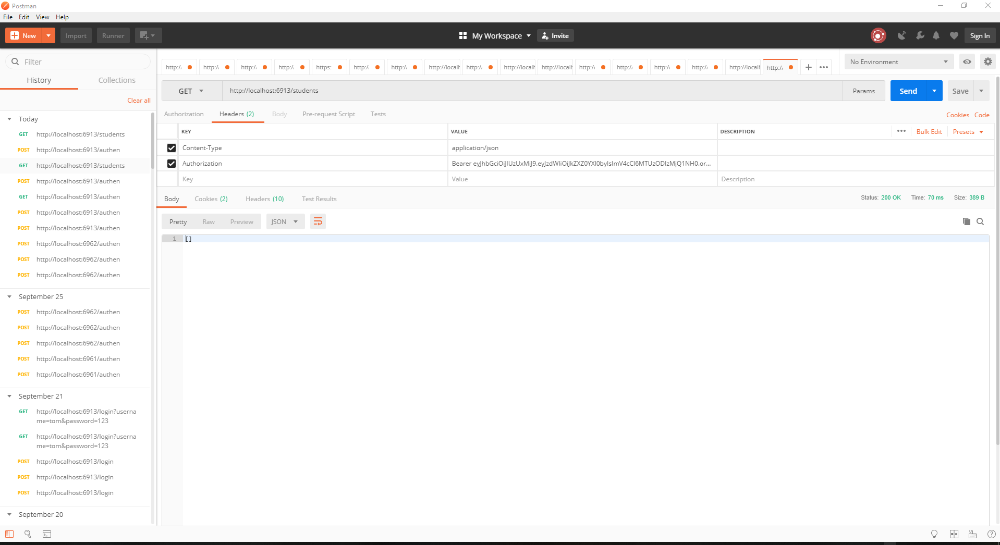 Postman
File Edit View Help
New Import Runner My Workspace Invite Sign In
Filter
History Collections
Clear all
Today
GET http://localhost:6913/students
POST http://localhost:6913/authen
GET http://localhost:6913/students
POST http://localhost:6913/authen
GET http://localhost:6913/authen
POST http://localhost:6913/authen
POST http://localhost:6913/authen
POST http://localhost:6962/authen
POST http://localhost:6962/authen
POST http://localhost:6962/authen
September 25
POST http://localhost:6962/authen
POST http://localhost:6962/authen
POST http://localhost:6962/authen
POST http://localhost:6961/authen
POST http://localhost:6961/authen
September 21
GET http://localhost:6913/login?userna
me=tom&password=123
GET http://localhost:6913/login?userna
me=tom&password=123
POST http://localhost:6913/login
POST http://localhost:6913/login
POST http://localhost:6913/login
September 20
http:/ http:/ http:/ http:/ https: http:/ http:/ http://localh http:/ http://localh http://localh http:/ http:/ http:/ http:/ http://localh http:/ + •••
No Environment
GET http://localhost:6913/students Params Send Save
Authorization Headers (2) Body Pre-request Script Tests Cookies Code
KEY VALUE DESCRIPTION ••• Bulk Edit Presets
Content-Type application/json
Authorization
Key Value Description
Body Cookies (2) Headers (10) Test Results Status: 200 OK Time: 70 ms Size: 389 B
Pretty Raw Preview JSON
1 []